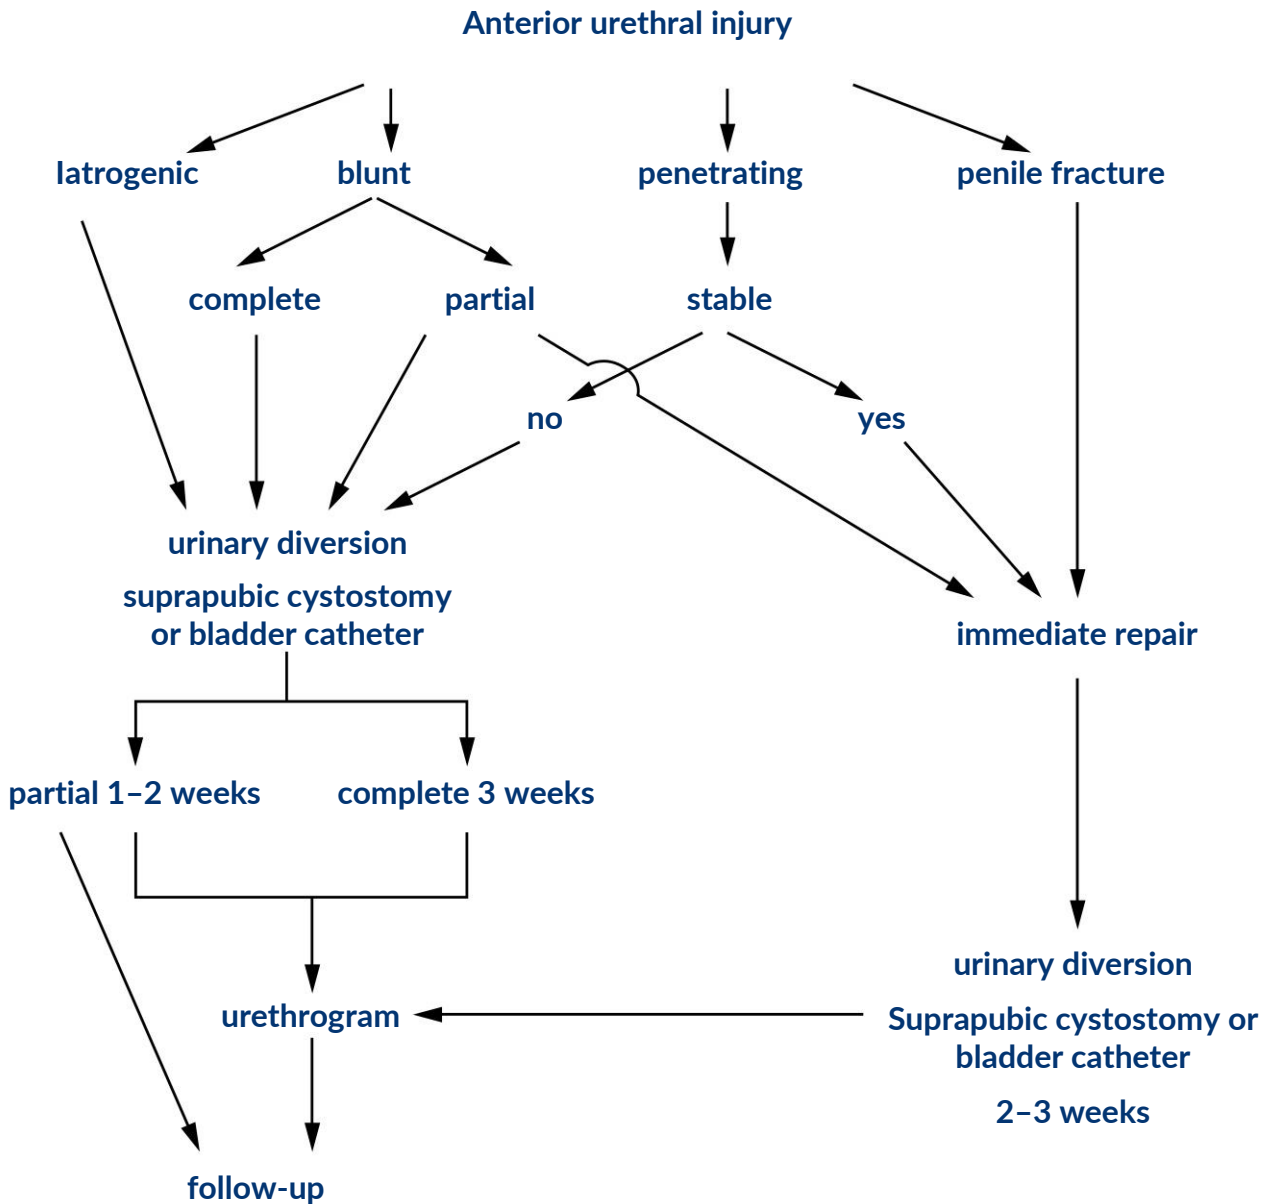 Anterior urethral injury
Iatrogenic
blunt
penetrating
penile fracture
complete
partial
stable
no
yes
urinary diversion
suprapubic cystostomy
or bladder catheter
immediate repair
partial 1–2 weeks
complete 3 weeks
urethrogram
urinary diversion
Suprapubic cystostomy or
bladder catheter
2–3 weeks
follow-up